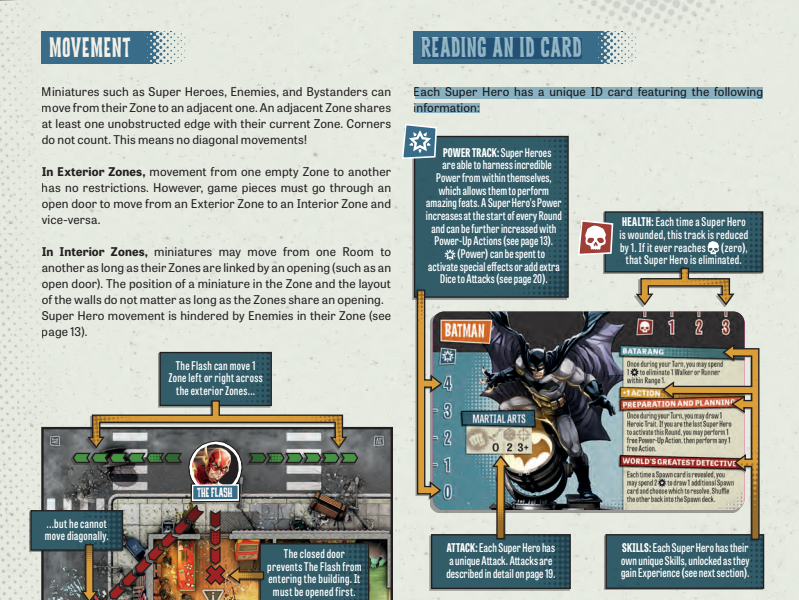 MOVEMENT
Miniatures such as Super Heroes, Enemies, and Bystanders can
move from their Zone to an adjacent one. An adjacent Zone shares
at least one unobstructed edge with their current Zone. Corners
do not count. This means no diagonal movements!
In Exterior Zones, movement from one empty Zone to another
has no restrictions. However, game pieces must go through an
open door to move from an Exterior Zone to an Interior Zone and
vice-versa.
In Interior Zones, miniatures may move from one Room to
another as long as their Zones are linked by an opening (such as an
open door). The position of a miniature in the Zone and the layout
of the walls do not matter as long as the Zones share an opening.
Super Hero movement is hindered by Enemies in their Zone (see
page 13).
The Flash can move 1
Zone left or right across
the exterior Zones...
THE FLASH
...but he cannot
move diagonally.
The closed door
prevents The Flash from
entering the building. It
must be opened first.
READING AN ID CARD
Each Super Hero has a unique ID card featuring the following
information:
POWER TRACK: Super Heroes
are able to harness incredible
Power from within themselves,
which allows them to perform
amazing feats. A Super Hero's Power
increases at the start of every Round
and can be further increased with
Power-Up Actions (see page 13).
(Power) can be spent to
activate special effects or add extra
Dice to Attacks (see page 20).
HEALTH: Each time a Super Hero
is wounded, this track is reduced
by 1. If it ever reaches (zero),
that Super Hero is eliminated.
BATMAN
1 2 3
4
3
2
1
0
MARTIAL ARTS
0 2 3+
BATARANG
Once during your Turn, you may spend
1 to eliminate 1 Walker or Runner
within Range 1.
+1 ACTION
PREPARATION AND PLANNING
Once during your Turn, you may draw 1
Heroic Trait. If you are the last Super Hero
to activate this Round, you may perform 1
free Power-Up Action, then perform any 1
free Action.
WORLD'S GREATEST DETECTIVE
Each time a Spawn card is revealed, you
may spend 2 to draw 1 additional Spawn
card and choose which to resolve. Shuffle
the other back into the Spawn deck.
ATTACK: Each Super Hero has
a unique Attack. Attacks are
described in detail on page 19.
SKILLS: Each Super Hero has their
own unique Skills, unlocked as they
gain Experience (see next section).